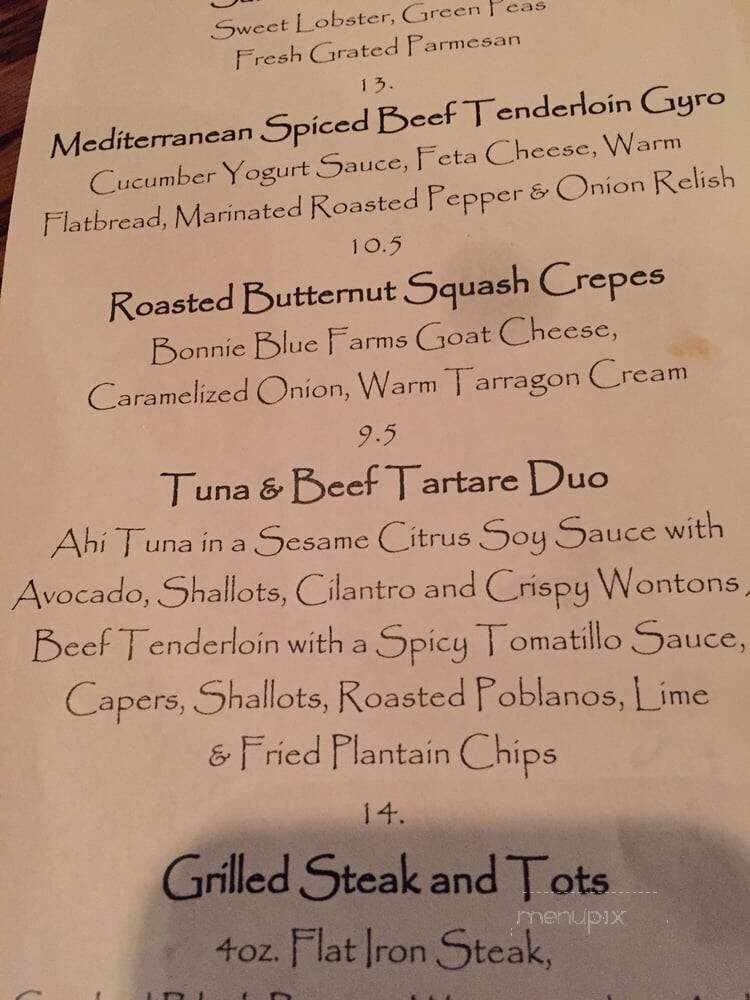 Sweet Lobster, Green Peas
Fresh Grated Parmesan
13.
Mediterranean Spiced Beef Tenderloin Gyro
Cucumber Yogurt Sauce, Feta Cheese, Warm
Flatbread, Marinated Roasted Pepper & Onion Relish
10.5
Roasted Butternut Squash Crepes
Bonnie Blue Farms Goat Cheese,
Caramelized Onion, Warm Tarragon Cream
9.5
Tuna & Beef Tartare Duo
Ahi Tuna in a Sesame Citrus Soy Sauce with
Avocado, Shallots, Cilantro and Crispy Wontons,
Beef Tenderloin with a Spicy Tomatillo Sauce,
Capers, Shallots, Roasted Poblanos, Lime
& Fried Plantain Chips
14.
Grilled Steak and Tots
menupix
4oz. Flat Iron Steak,